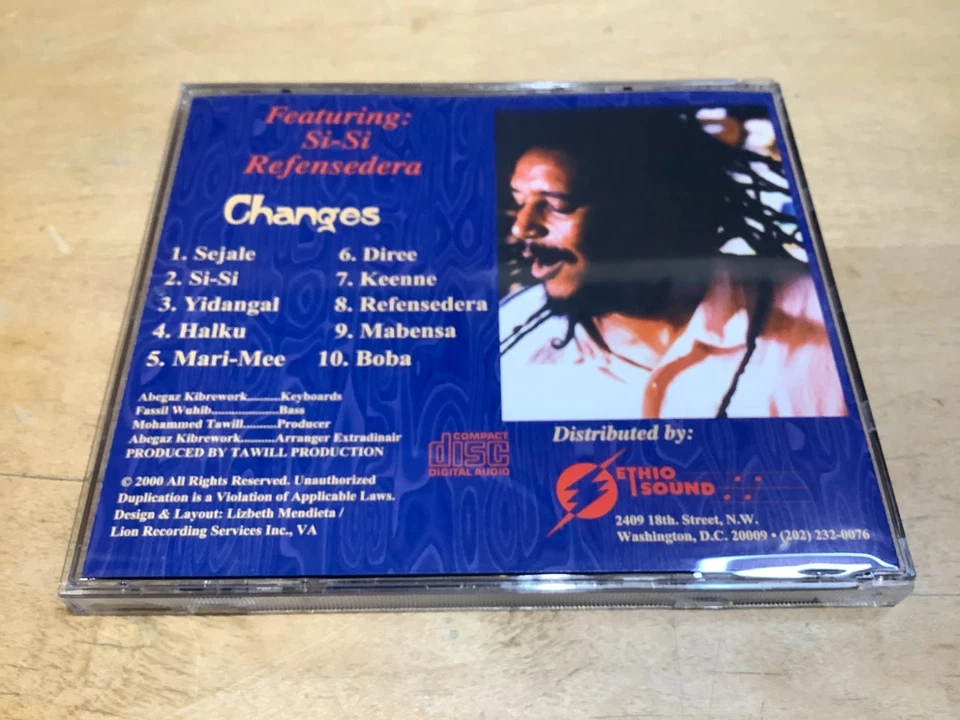 Featuring:
Si-Si
Refensedera
Changes
1. Sejale
2. Si-Si
3. Yidangal
4. Halku
5. Mari-Mee
6. Diree
7. Keenne
8. Refensedera
9. Mabensa
10. Boba
Abegaz Kibrework..........Keyboards
Fassil Wuhib.....................Bass
Mohammed Tawill..........Producer
Abegaz Kibrework..........Arranger Extradinair
PRODUCED BY TAWILL PRODUCTION
© 2000 All Rights Reserved. Unauthorized
Duplication is a Violation of Applicable Laws.
Design & Layout: Lizbeth Mendieta /
Lion Recording Services Inc., VA
COMPACT
disc
DIGITAL AUDIO
Distributed by:
ETHIO
SOUND
2409 18th. Street, N.W.
Washington, D.C. 20009 • (202) 232-0076